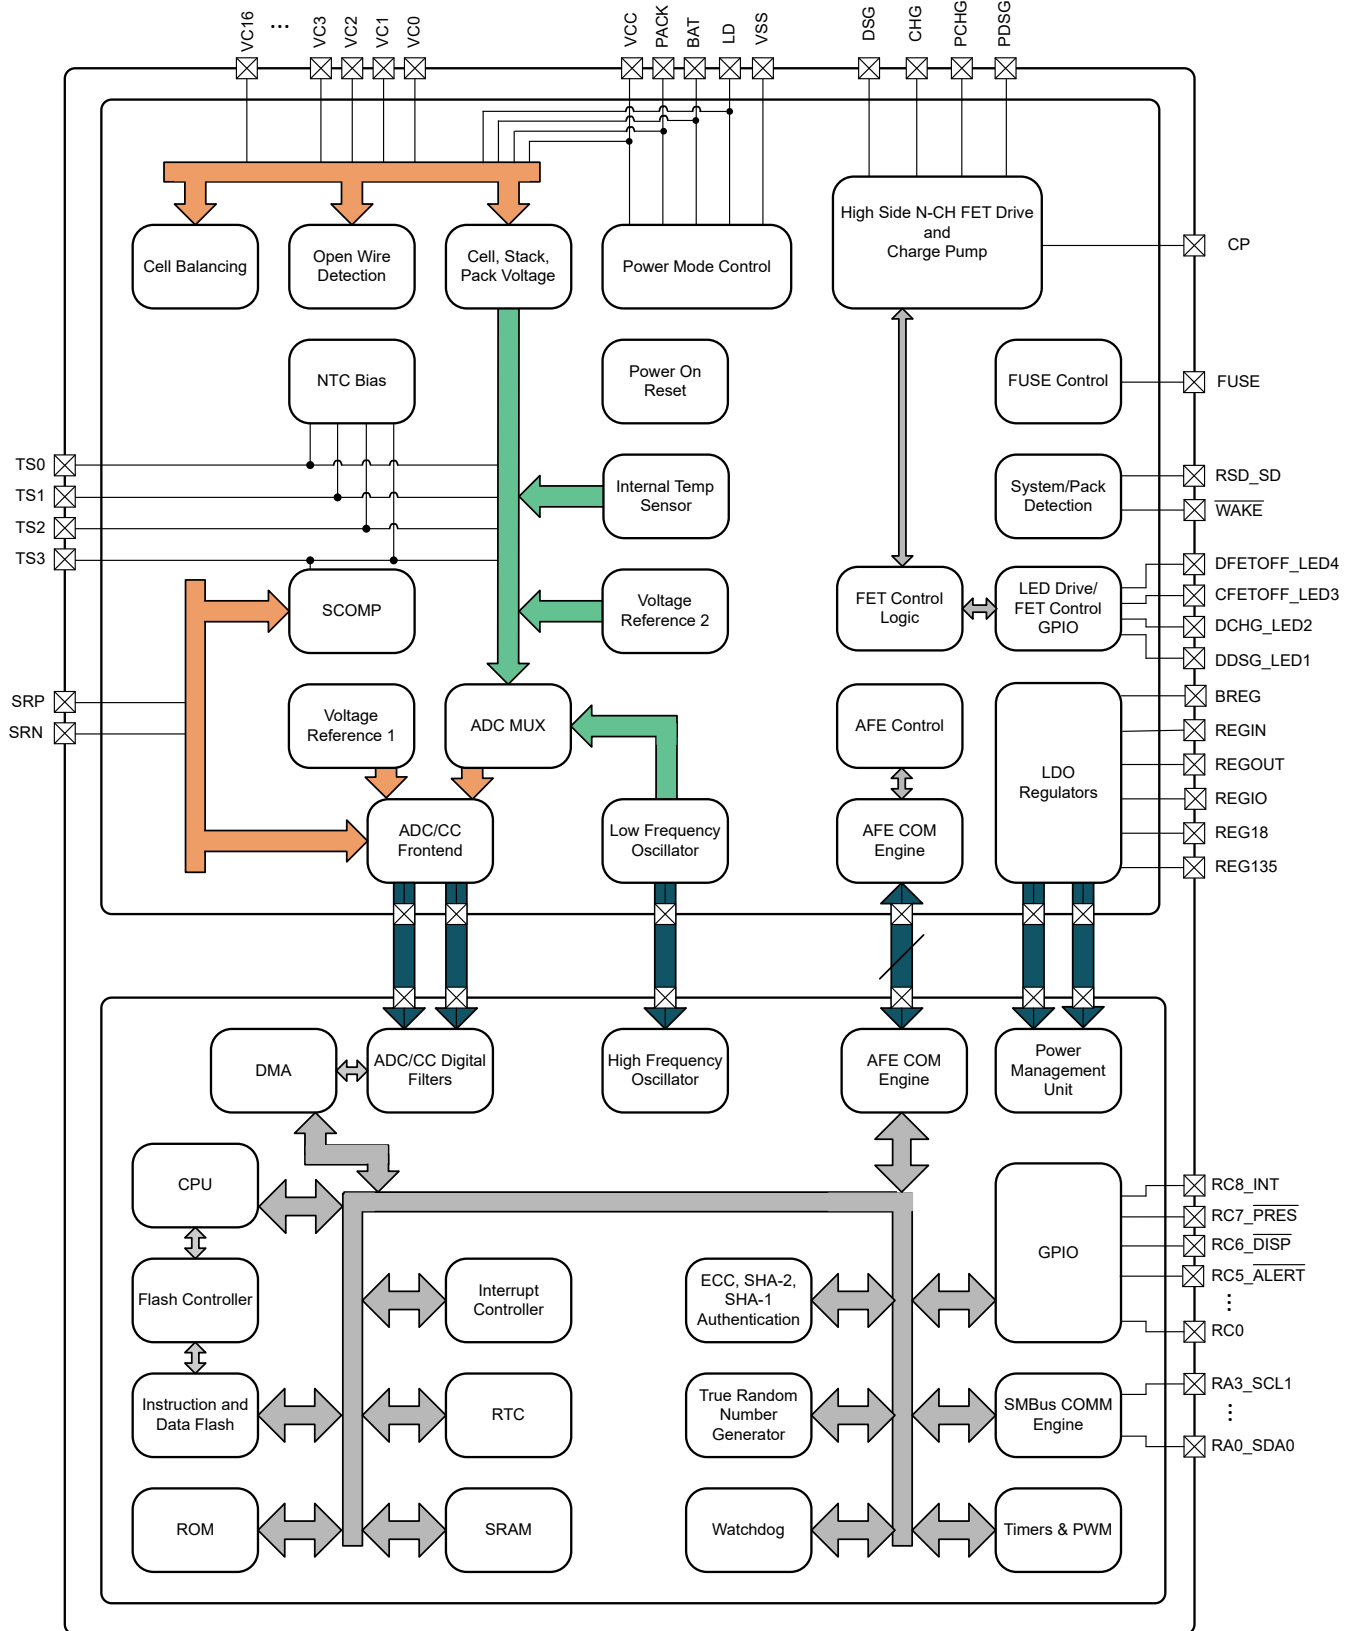 VC16
...
VC3
VC2
VC1
VC0
VCC
PACK
BAT
LD
VSS
DSG
CHG
PCHG
PDSG
Cell Balancing
Open Wire
Detection
Cell, Stack,
Pack Voltage
Power Mode Control
High Side N-CH FET Drive
and
Charge Pump
CP
NTC Bias
Power On
Reset
FUSE Control
FUSE
TS0
TS1
TS2
TS3
Internal Temp
Sensor
System/Pack
Detection
RSD_SD
WAKE
SCOMP
Voltage
Reference 2
FET Control
Logic
LED Drive/
FET Control
GPIO
DFETOFF_LED4
CFETOFF_LED3
DCHG_LED2
DDSG_LED1
SRP
SRN
Voltage
Reference 1
ADC MUX
AFE Control
LDO
Regulators
BREG
REGIN
REGOUT
REGIO
REG18
REG135
ADC/CC
Frontend
Low Frequency
Oscillator
AFE COM
Engine
DMA
ADC/CC Digital
Filters
High Frequency
Oscillator
AFE COM
Engine
Power
Management
Unit
CPU
Flash Controller
Instruction and
Data Flash
ROM
Interrupt
Controller
RTC
SRAM
ECC, SHA-2,
SHA-1
Authentication
True Random
Number
Generator
Watchdog
GPIO
SMBus COMM
Engine
Timers & PWM
RC8_INT
RC7_PRES
RC6_DISP
RC5_ALERT
...
RC0
RA3_SCL1
...
RA0_SDA0